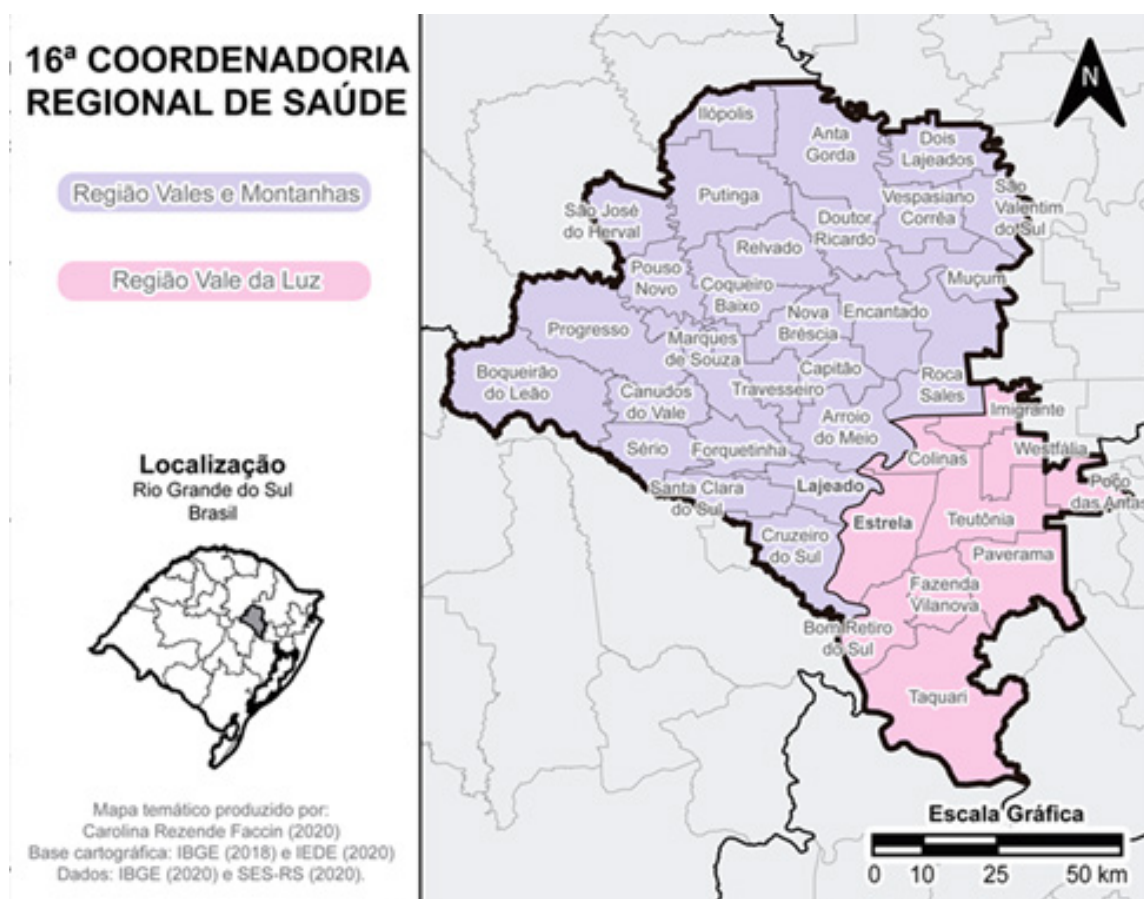 16ª COORDENADORIA
REGIONAL DE SAÚDE
Região Vales e Montanhas
Região Vale da Luz
Localização
Rio Grande do Sul
Brasil
Mapa temático produzido por:
Carolina Rezende Faccin (2020)
Base cartográfica: IBGE (2018) e IEDE (2020)
Dados: IBGE (2020) e SES-RS (2020).
N
Ilópolis
Anta
Gorda
Dois
Lajeados
Putinga
São José
do Herval
Doutor
Ricardo
Vespasiano
Corrêa
São
Valentim
do Sul
Relvado
Pouso
Novo
Coqueiro
Baixo
Muçum
Nova
Bréscia
Encantado
Progresso
Marques
de Souza
Boqueirão
do Leão
Canudos
do Vale
Travesseiro
Capitão
Roca
Sales
Imigrante
Arroio
do Meio
Sério
Forquetinha
Colinas
Westfália
Santa Clara
do Sul
Lajeado
Poço
das Antas
Estrela
Teutônia
Cruzeiro
do Sul
Paverama
Fazenda
Vilanova
Bom Retiro
do Sul
Taquari
Escala Gráfica
0 10 25 50 km